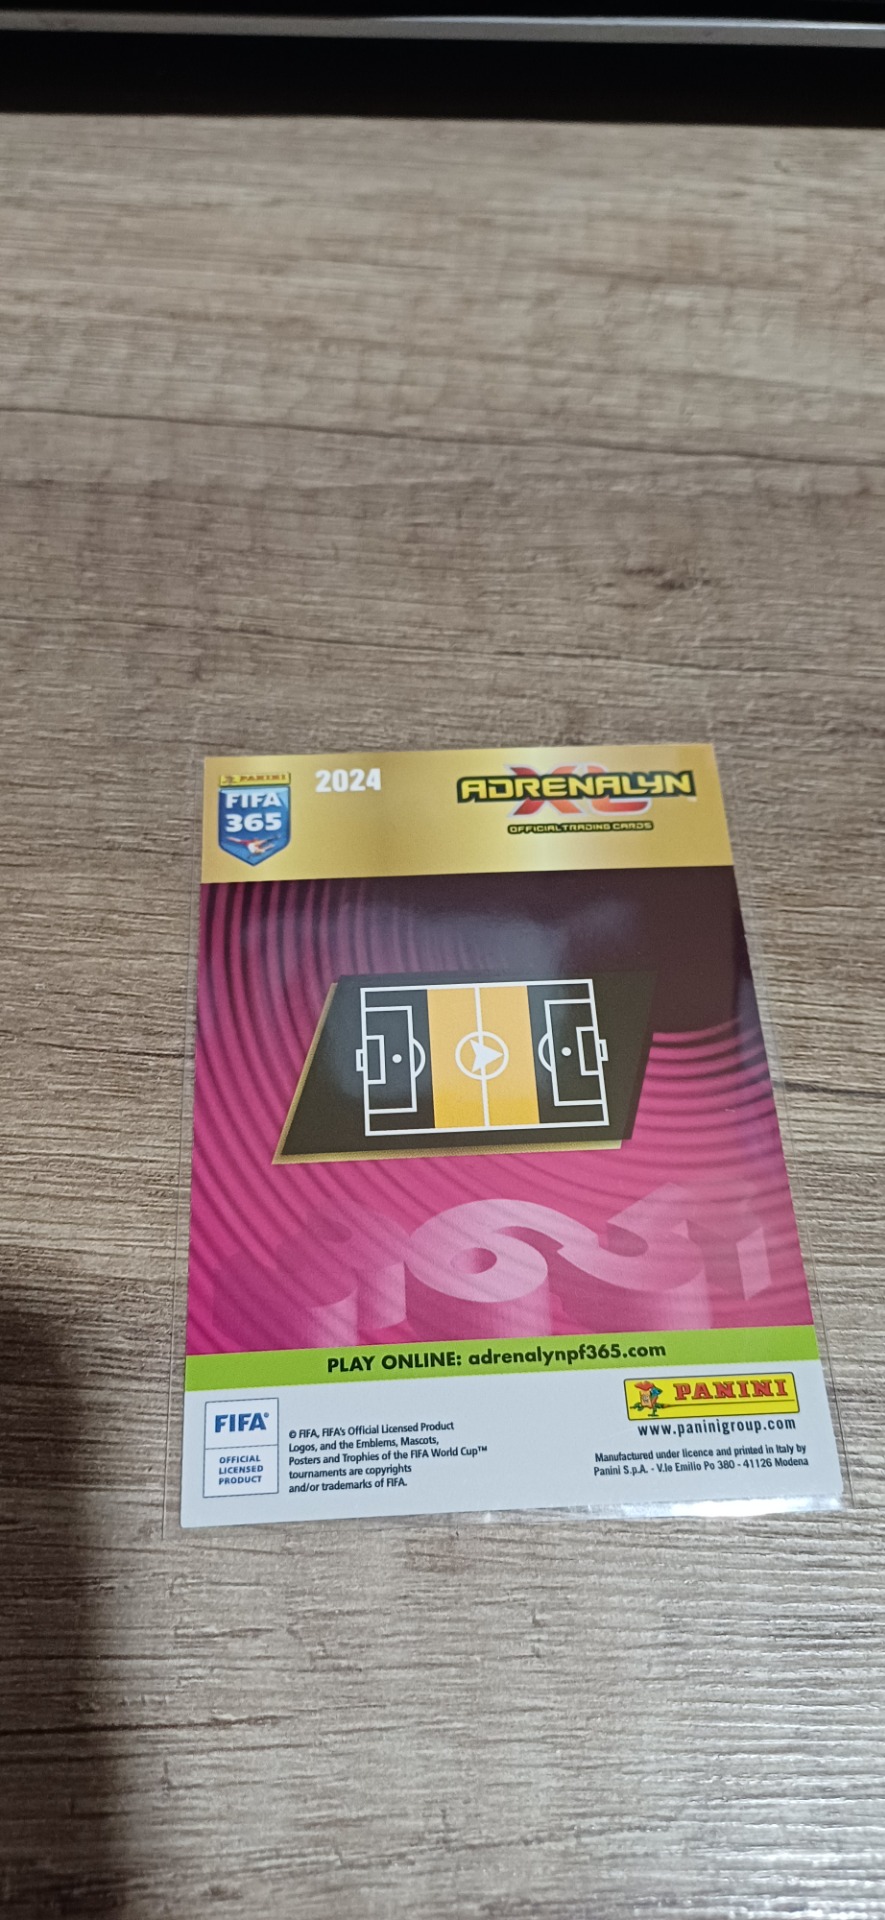 PANINI
FIFA
365
2024
ADRENALYN
XL
OFFICIAL TRADING CARDS
365
PLAY ONLINE: adrenalynpf365.com
FIFA®
OFFICIAL
LICENSED
PRODUCT
© FIFA, FIFA's Official Licensed Product
Logos, and the Emblems, Mascots,
Posters and Trophies of the FIFA World Cup™
tournaments are copyrights
and/or trademarks of FIFA.
PANINI
www.paninigroup.com
Manufactured under licence and printed in Italy by
Panini S.p.A. - V.le Emilio Po 380 - 41126 Modena